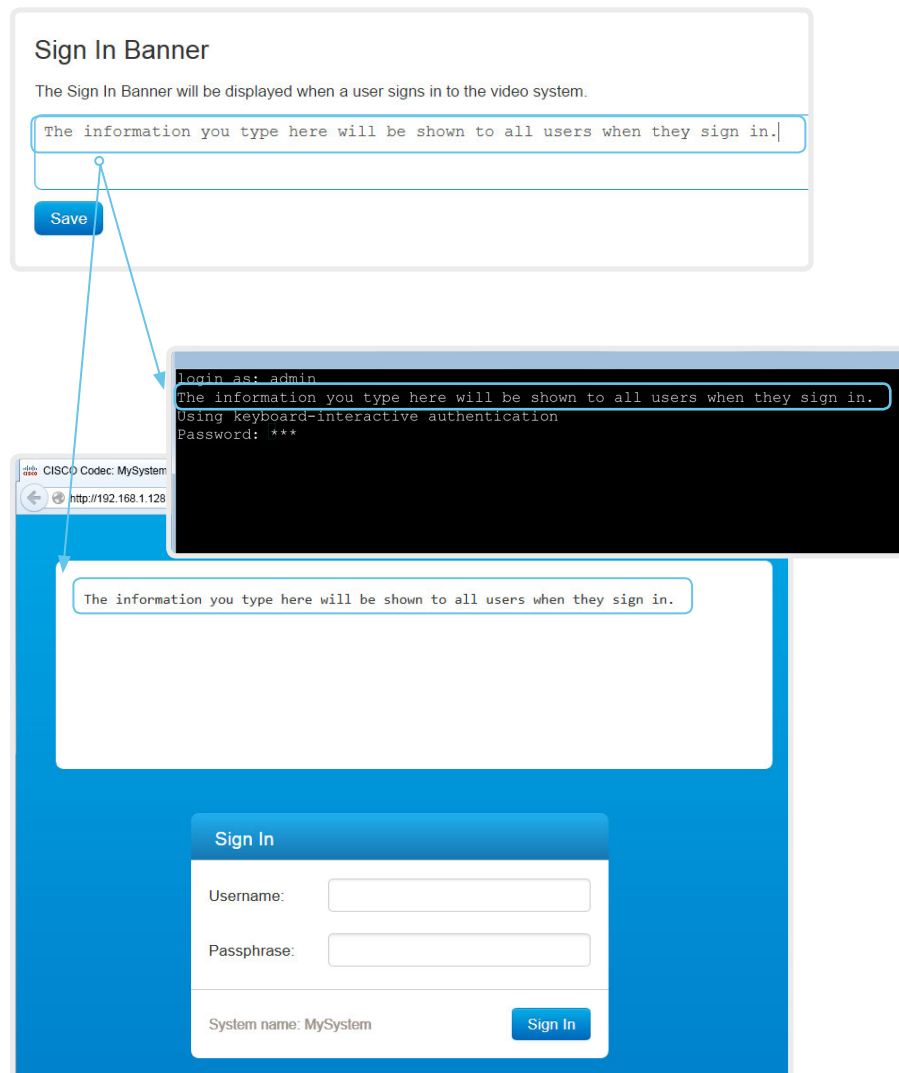 Sign In Banner
The Sign In Banner will be displayed when a user signs in to the video system.
The information you type here will be shown to all users when they sign in.
Save
login as: admin
The information you type here will be shown to all users when they sign in.
Using keyboard-interactive authentication
Password: ***
CISCO Codec: MySystem
http://192.168.1.128
The information you type here will be shown to all users when they sign in.
Sign In
Username:
Passphrase:
System name: MySystem
Sign In